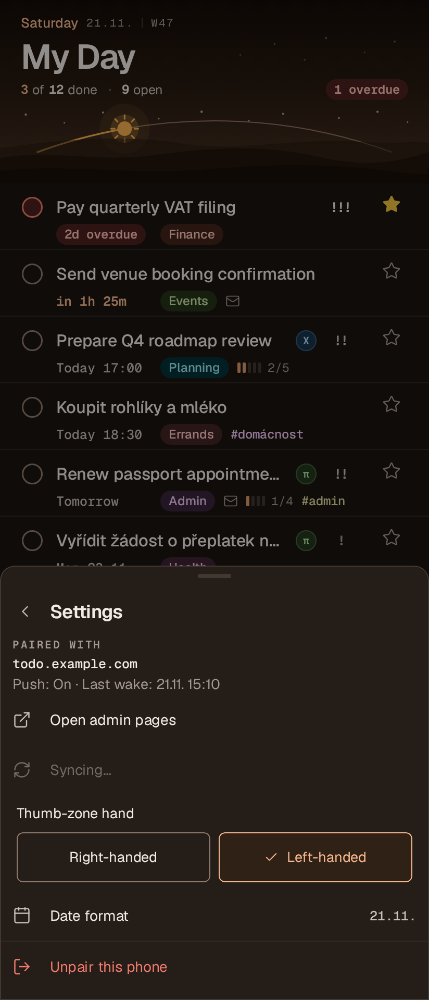 Saturday 21.11. | W47
My Day
3 of 12 done · 9 open
1 overdue
Pay quarterly VAT filing !!!
2d overdue Finance
Send venue booking confirmation
in 1h 25m Events
Prepare Q4 roadmap review X !!
Today 17:00 Planning 2/5
Koupit rohlíky a mléko
Today 18:30 Errands #domácnost
Renew passport appointme… π !!
Tomorrow Admin 1/4 #admin
Vyřídit žádost o přeplatek n… π !
Settings
PAIRED WITH
todo.example.com
Push: On · Last wake: 21.11. 15:10
Open admin pages
Syncing…
Thumb-zone hand
Right-handed Left-handed
Date format 21.11.
Unpair this phone